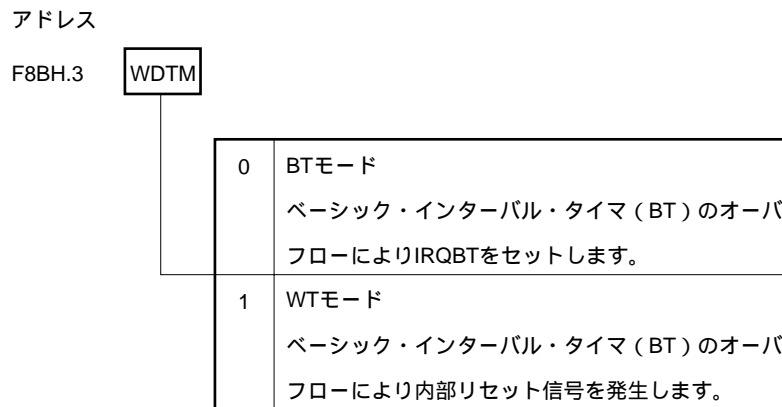 アドレス
F8BH.3 WDTM
0 BTモード
ベーシック・インターバル・タイマ（BT）のオーバ
フローによりIRQBTをセットします。
1 WTモード
ベーシック・インターバル・タイマ（BT）のオーバ
フローにより内部リセット信号を発生します。